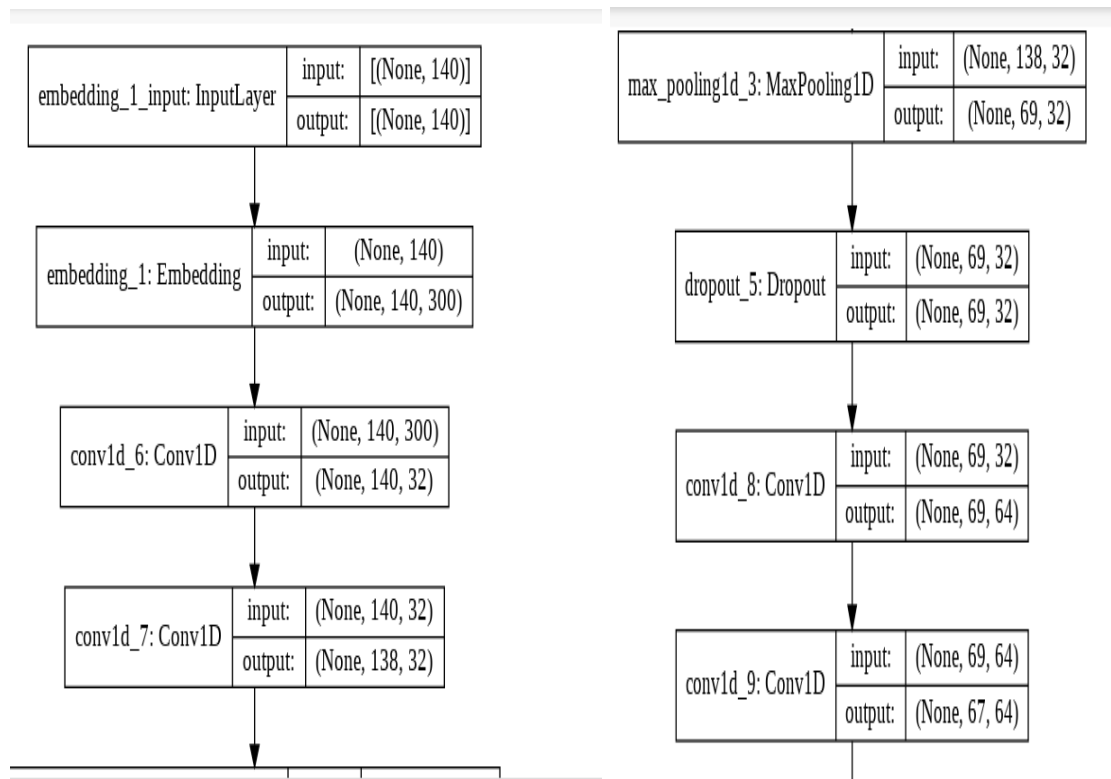 embedding_1_input: InputLayer
input: [(None, 140)]
output: [(None, 140)]
embedding_1: Embedding
input: (None, 140)
output: (None, 140, 300)
conv1d_6: Conv1D
input: (None, 140, 300)
output: (None, 140, 32)
conv1d_7: Conv1D
input: (None, 140, 32)
output: (None, 138, 32)
max_pooling1d_3: MaxPooling1D
input: (None, 138, 32)
output: (None, 69, 32)
dropout_5: Dropout
input: (None, 69, 32)
output: (None, 69, 32)
conv1d_8: Conv1D
input: (None, 69, 32)
output: (None, 69, 64)
conv1d_9: Conv1D
input: (None, 69, 64)
output: (None, 67, 64)